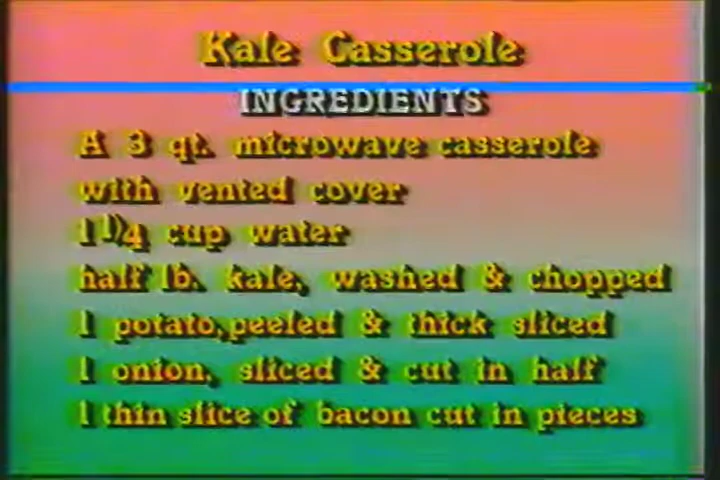 Kale Casserole
INGREDIENTS
A 3 qt. microwave casserole
with vented cover
1 1/4 cup water
half lb. kale, washed & chopped
1 potato,peeled & thick sliced
1 onion, sliced & cut in half
1 thin slice of bacon cut in pieces